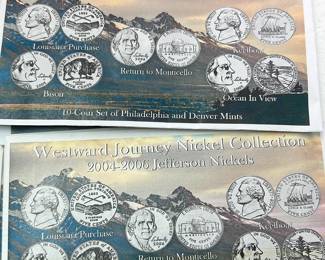 Louisiana Purchase
Keelboat
Return to Monticello
Bison
Ocean In View
10-Coin Set of Philadelphia and Denver Mints
Westward Journey Nickel Collection
2004-2006 Jefferson Nickels
Louisiana Purchase
Keelboat
Return to Monticello